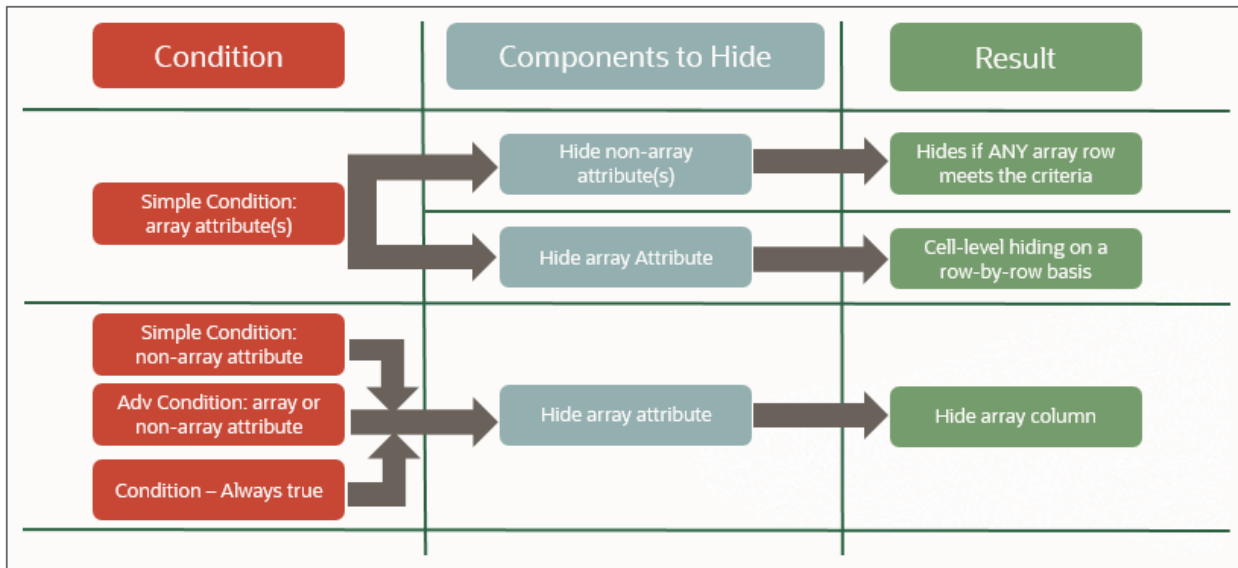 Condition
Components to Hide
Result
Simple Condition:
array attribute(s)
Hide non-array
attribute(s)
Hides if ANY array row
meets the criteria
Hide array Attribute
Cell-level hiding on a
row-by-row basis
Simple Condition:
non-array attribute
Adv Condition: array or
non-array attribute
Condition – Always true
Hide array attribute
Hide array column